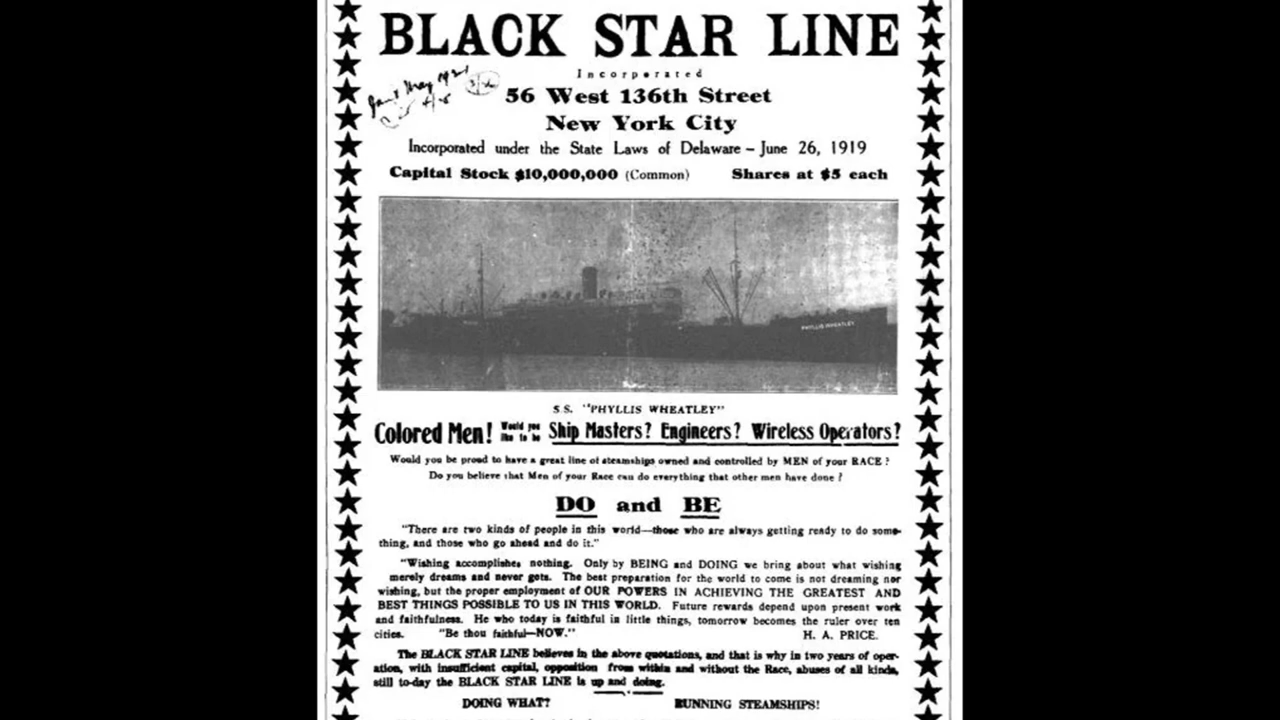 BLACK STAR LINE
Incorporated
56 West 136th Street
New York City
Incorporated under the State Laws of Delaware – June 26, 1919
Capital Stock $10,000,000 (Common) Shares at $5 each
PHYLLIS WHEATLEY
S.S. "PHYLLIS WHEATLEY"
Colored Men! Would you like to be Ship Masters? Engineers? Wireless Operators?
Would you be proud to have a great line of steamships owned and controlled by MEN of your RACE?
Do you believe that Men of your Race can do everything that other men have done?
DO and BE
"There are two kinds of people in this world—those who are always getting ready to do some-
thing, and those who go ahead and do it."
"Wishing accomplishes nothing. Only by BEING and DOING we bring about what wishing
merely dreams and never gets. The best preparation for the world to come is not dreaming nor
wishing, but the proper employment of OUR POWERS IN ACHIEVING THE GREATEST AND
BEST THINGS POSSIBLE TO US IN THIS WORLD. Future rewards depend upon present work
and faithfulness. He who today is faithful in little things, tomorrow becomes the ruler over ten
cities. "Be thou faithful—NOW." H. A. PRICE.
The BLACK STAR LINE believes in the above quotations, and that is why in two years of oper-
ation, with insufficient capital, opposition from within and without the Race, abuses of all kinds,
still to-day the BLACK STAR LINE is up and doing.
DOING WHAT? RUNNING STEAMSHIPS!